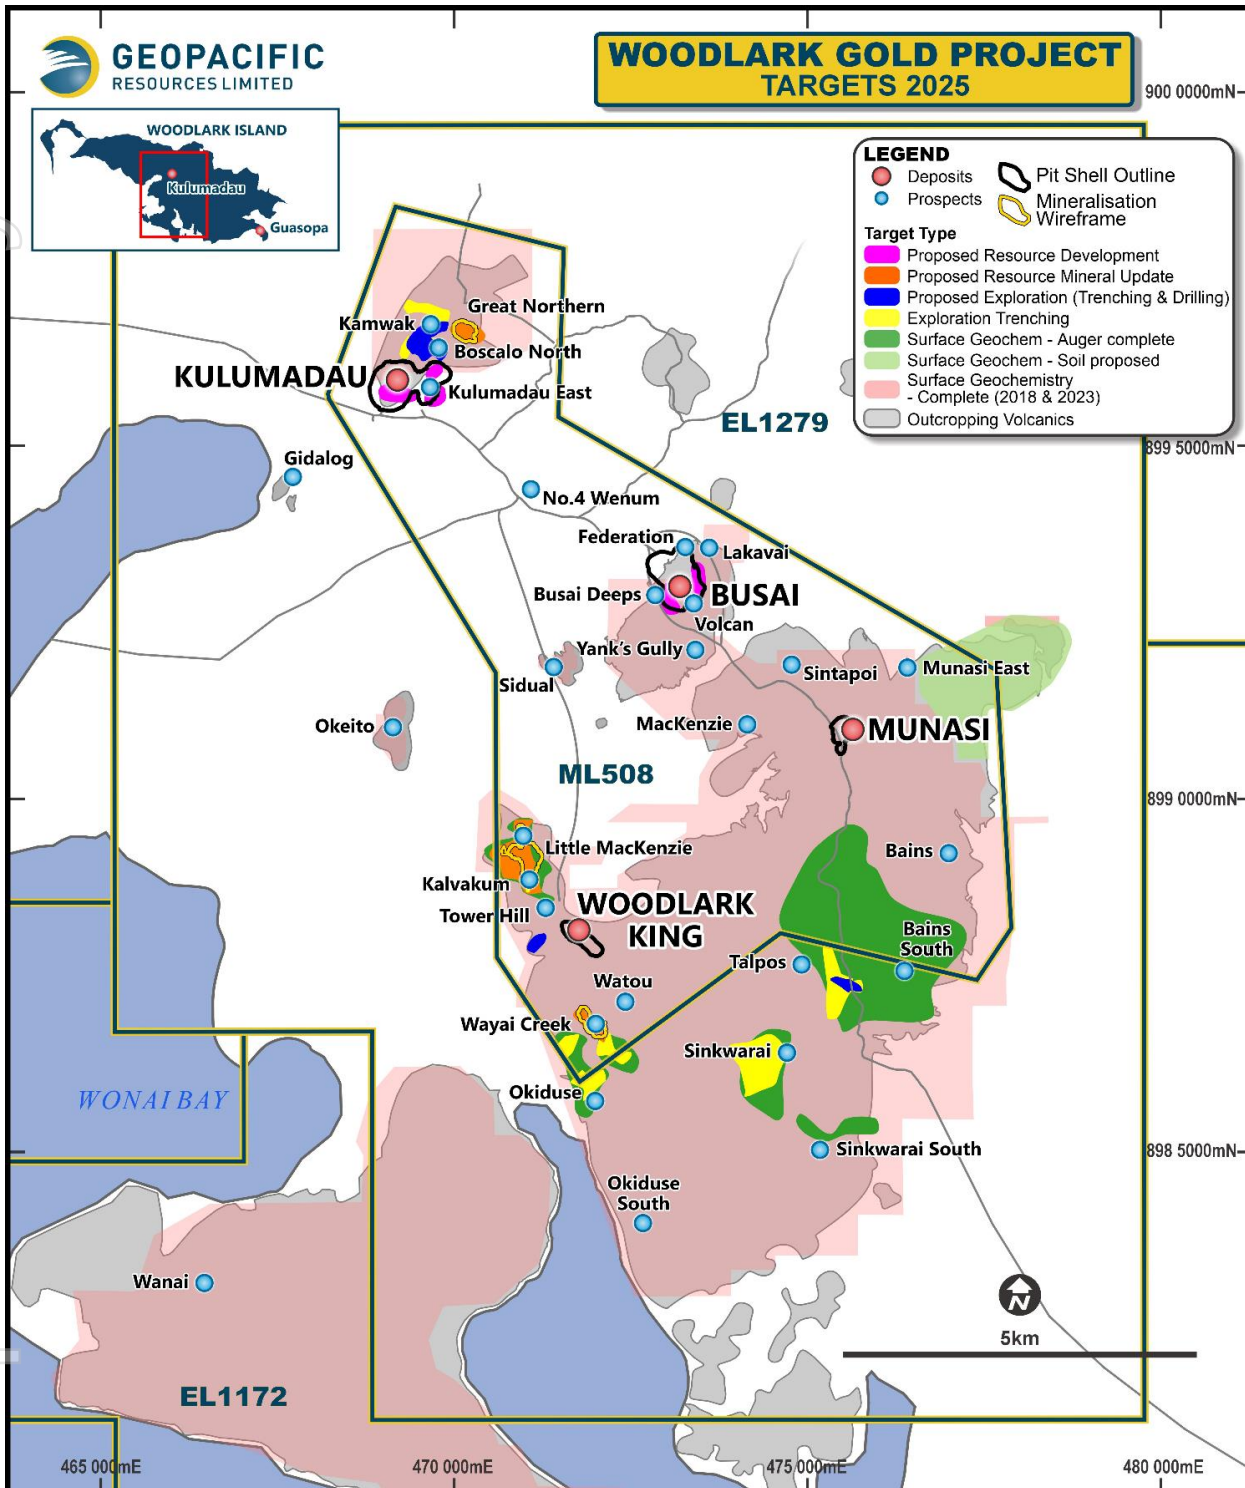 GEOPACIFIC
RESOURCES LIMITED
WOODLARK GOLD PROJECT
TARGETS 2025
900 0000mN
WOODLARK ISLAND
Kulumadau
Guasopa
LEGEND
Deposits
Prospects
Pit Shell Outline
Mineralisation
Wireframe
Target Type
Proposed Resource Development
Proposed Resource Mineral Update
Proposed Exploration (Trenching & Drilling)
Exploration Trenching
Surface Geochem - Auger complete
Surface Geochem - Soil proposed
Surface Geochemistry
- Complete (2018 & 2023)
Outcropping Volcanics
Great Northern
Kamwak
Boscalo North
KULUMADAU
Kulumadau East
EL1279
899 5000mN
Gidalog
No.4 Wenum
Federation
Lakavai
Busai Deeps
BUSAI
Volcan
Yank's Gully
Sidual
Sintapoi
Munasi East
Okeito
MacKenzie
MUNASI
ML508
899 0000mN
Little MacKenzie
Bains
Kalvakum
Tower Hill
WOODLARK
KING
Bains
South
Talpos
Watou
Wayai Creek
Sinkwarai
Okiduse
WONAI BAY
Sinkwarai South
898 5000mN
Okiduse
South
Wanai
N
5km
EL1172
465 000mE
470 000mE
475 000mE
480 000mE